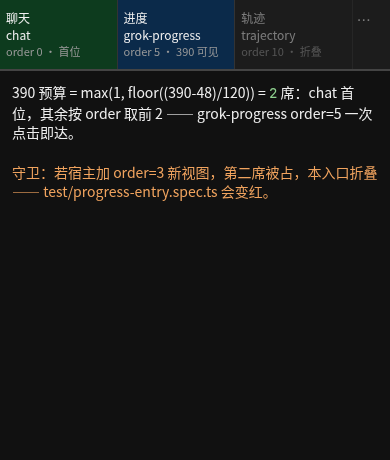 聊天
chat
order 0 · 首位
进度
grok-progress
order 5 · 390 可见
轨迹
trajectory
order 10 · 折叠
…
390 预算 = max(1, floor((390-48)/120)) = 2 席：chat 首
位，其余按 order 取前 2 —— grok-progress order=5 一次
点击即达。
守卫：若宿主加 order=3 新视图，第二席被占，本入口折叠
—— test/progress-entry.spec.ts 会变红。